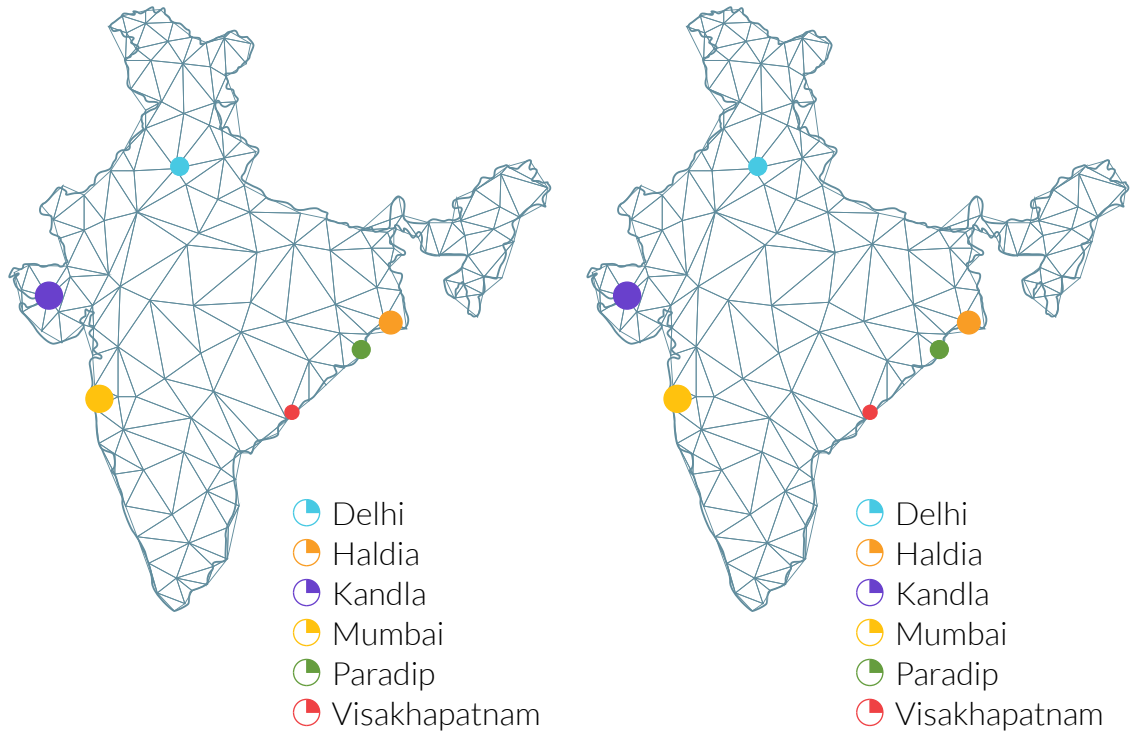 Delhi
Haldia
Kandla
Mumbai
Paradip
Visakhapatnam
Delhi
Haldia
Kandla
Mumbai
Paradip
Visakhapatnam